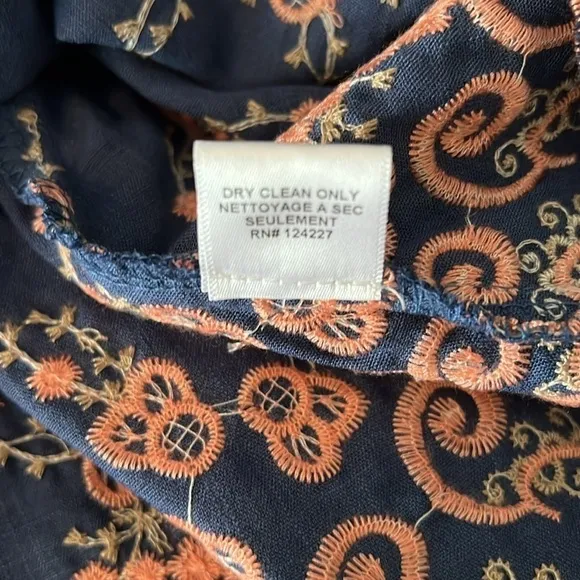 DRY CLEAN ONLY
NETTOYAGE A SEC
SEULEMENT
RN# 124227